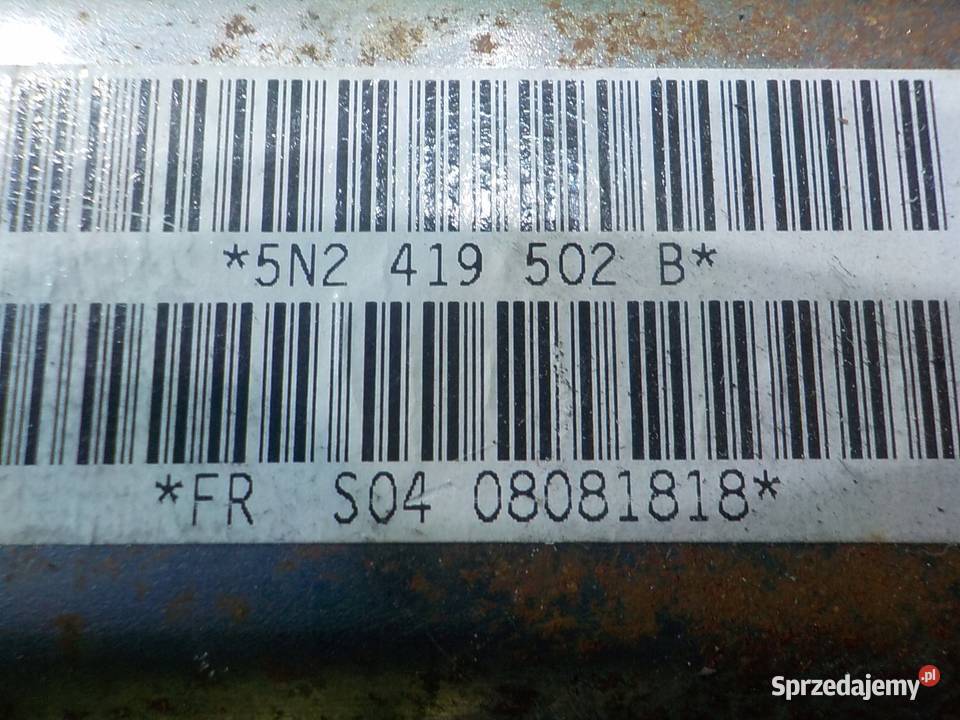 *5N2 419 502 B*
*FR S04 08081818*
Sprzedajemy.pl